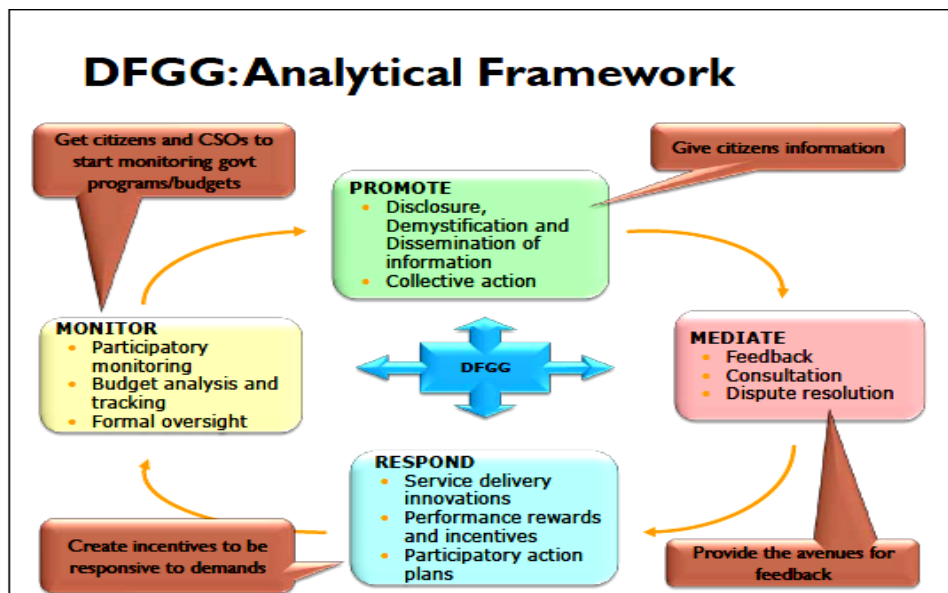 DFGG: Analytical Framework
Get citizens and CSOs to
start monitoring govt
programs/budgets
Give citizens information
PROMOTE
• Disclosure,
Demystification and
Dissemination of
information
• Collective action
MONITOR
• Participatory
monitoring
• Budget analysis and
tracking
• Formal oversight
DFGG
MEDIATE
• Feedback
• Consultation
• Dispute resolution
RESPOND
• Service delivery
innovations
• Performance rewards
and incentives
• Participatory action
plans
Create incentives to be
responsive to demands
Provide the avenues for
feedback